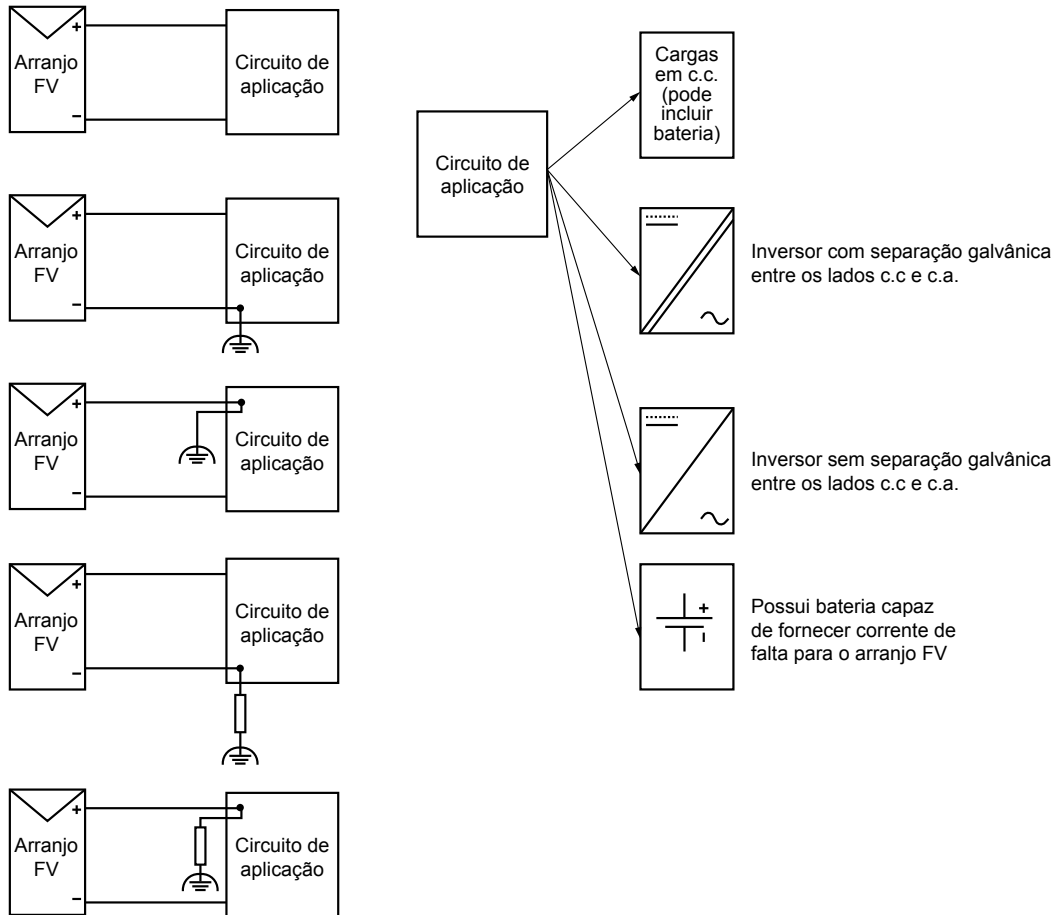 Arranjo
FV
+
−
Circuito de
aplicação
Arranjo
FV
+
−
Circuito de
aplicação
Arranjo
FV
+
−
Circuito de
aplicação
Arranjo
FV
+
−
Circuito de
aplicação
Arranjo
FV
+
−
Circuito de
aplicação
Circuito de
aplicação
Cargas
em c.c.
(pode
incluir
bateria)
Inversor com separação galvânica
entre os lados c.c e c.a.
Inversor sem separação galvânica
entre os lados c.c e c.a.
+
Possui bateria capaz
de fornecer corrente de
falta para o arranjo FV